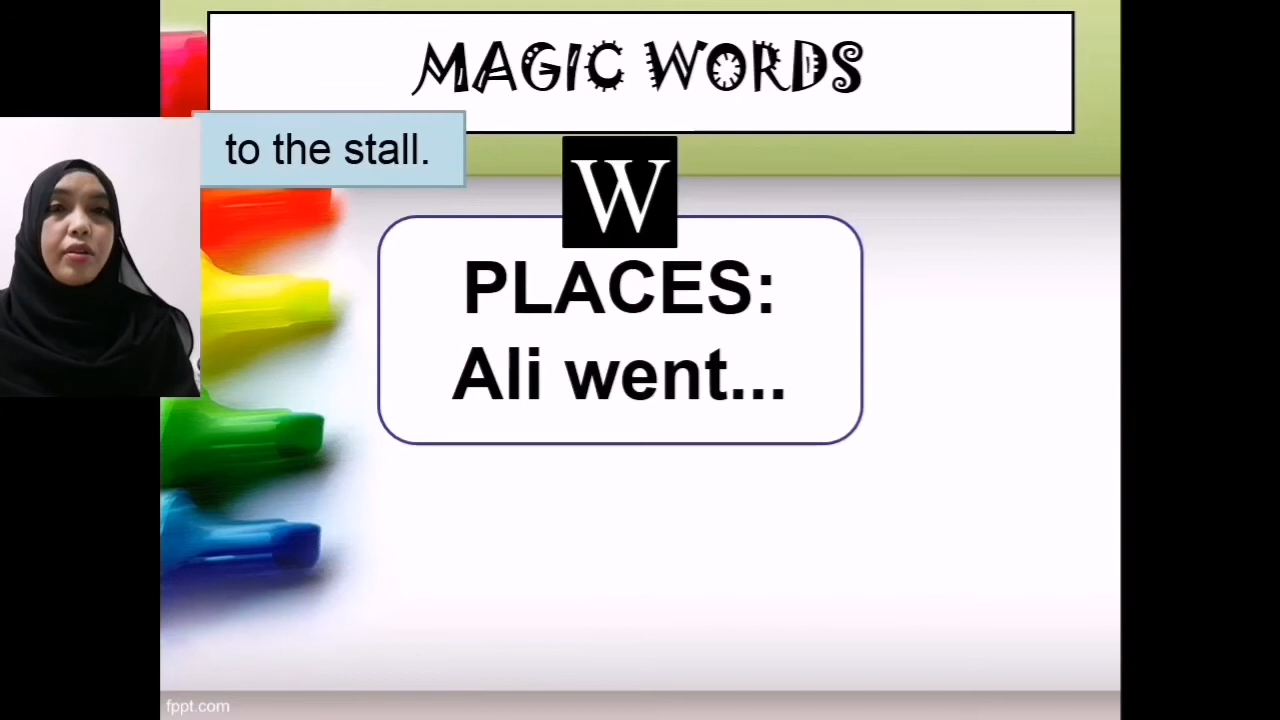 MAGIC WORDS
to the stall.
W
PLACES:
Ali went...
fppt.com